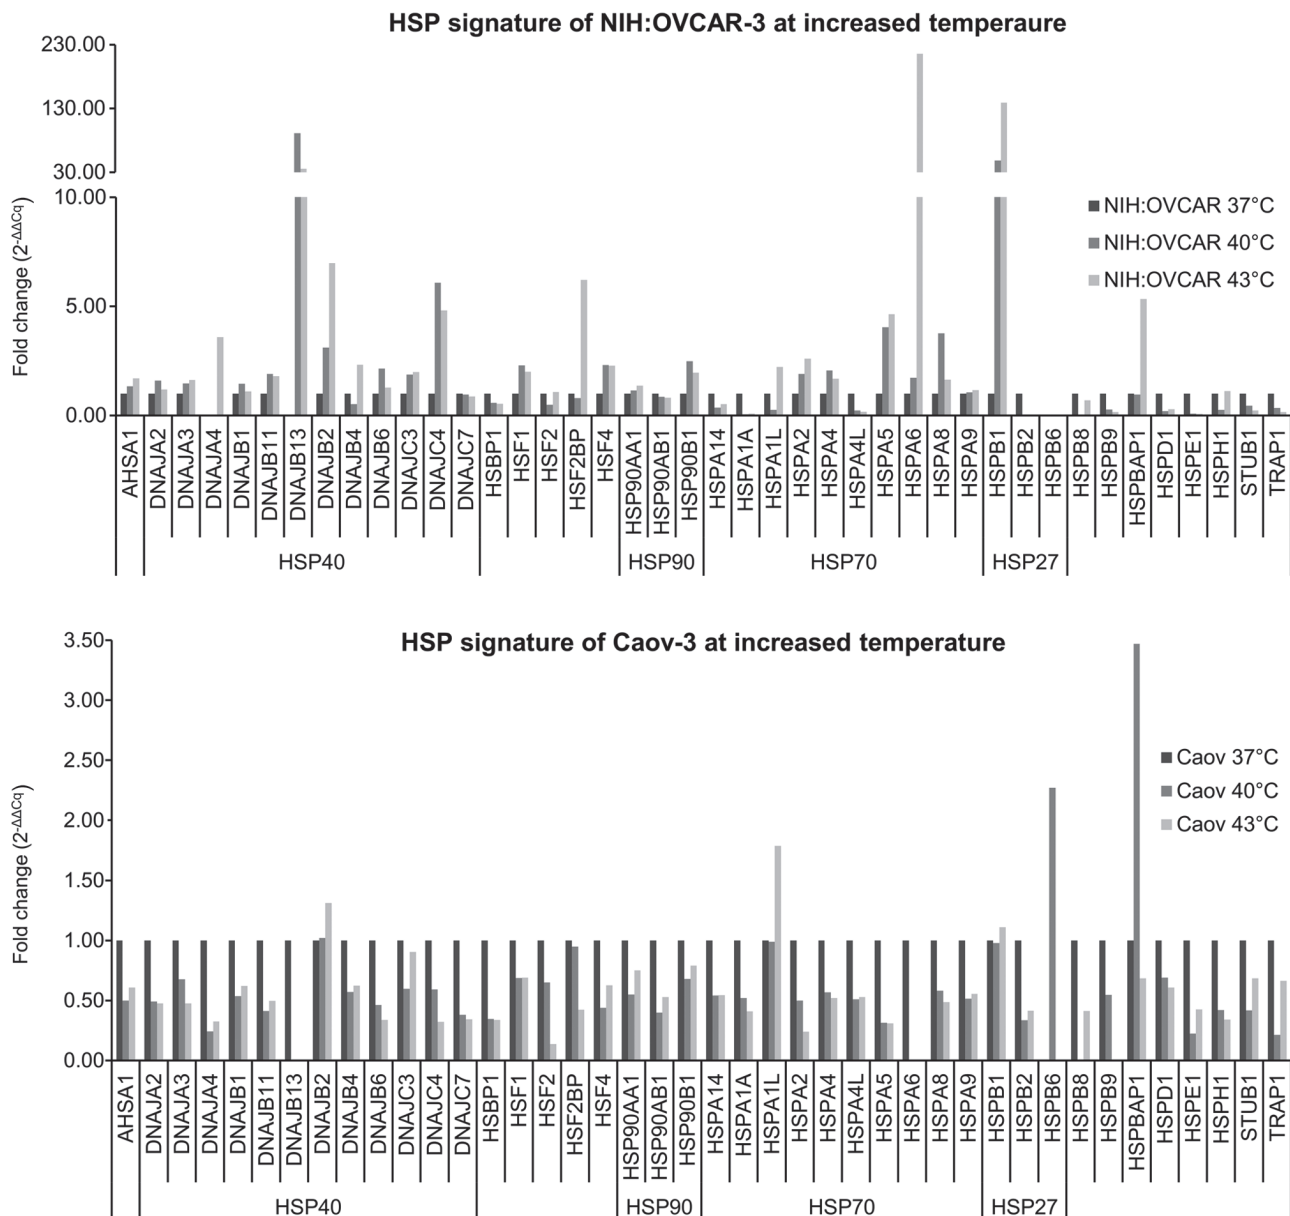 HSP signature of NIH:OVCAR-3 at increased temperaure
230.00
130.00
30.00
10.00
5.00
0.00
Fold change (2-ΔΔCq)
NIH:OVCAR 37°C
NIH:OVCAR 40°C
NIH:OVCAR 43°C
AHSA1
DNAJA2
DNAJA3
DNAJA4
DNAJB1
DNAJB11
DNAJB13
DNAJB2
DNAJB4
DNAJB6
DNAJC3
DNAJC4
DNAJC7
HSBP1
HSF1
HSF2
HSF2BP
HSF4
HSP90AA1
HSP90AB1
HSP90B1
HSPA14
HSPA1A
HSPA1L
HSPA2
HSPA4
HSPA4L
HSPA5
HSPA6
HSPA8
HSPA9
HSPB1
HSPB2
HSPB6
HSPB8
HSPB9
HSPBAP1
HSPD1
HSPE1
HSPH1
STUB1
TRAP1
HSP40
HSP90
HSP70
HSP27
HSP signature of Caov-3 at increased temperature
3.50
3.00
2.50
2.00
1.50
1.00
0.50
0.00
Fold change (2-ΔΔCq)
Caov 37°C
Caov 40°C
Caov 43°C
AHSA1
DNAJA2
DNAJA3
DNAJA4
DNAJB1
DNAJB11
DNAJB13
DNAJB2
DNAJB4
DNAJB6
DNAJC3
DNAJC4
DNAJC7
HSBP1
HSF1
HSF2
HSF2BP
HSF4
HSP90AA1
HSP90AB1
HSP90B1
HSPA14
HSPA1A
HSPA1L
HSPA2
HSPA4
HSPA4L
HSPA5
HSPA6
HSPA8
HSPA9
HSPB1
HSPB2
HSPB6
HSPB8
HSPB9
HSPBAP1
HSPD1
HSPE1
HSPH1
STUB1
TRAP1
HSP40
HSP90
HSP70
HSP27